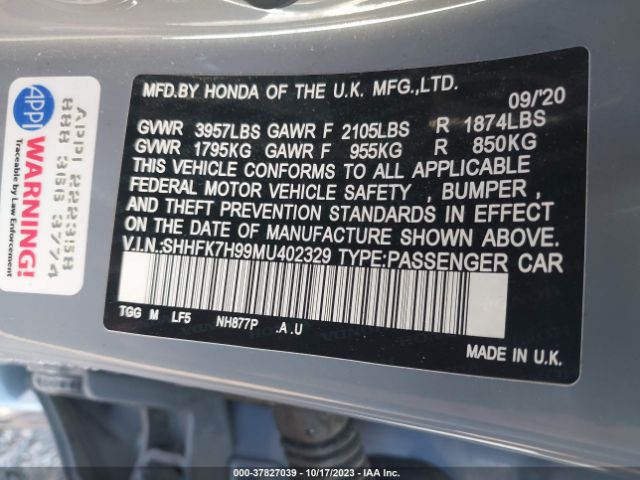 MFD.BY HONDA OF THE U.K. MFG.,LTD.
09/'20
GVWR 3957LBS GAWR F 2105LBS R 1874LBS
GVWR 1795KG GAWR F 955KG R 850KG
THIS VEHICLE CONFORMS TO ALL APPLICABLE
FEDERAL MOTOR VEHICLE SAFETY , BUMPER ,
AND THEFT PREVENTION STANDARDS IN EFFECT
ON THE DATE OF MANUFACTURE SHOWN ABOVE.
V.I.N.:SHHFK7H99MU402329 TYPE:PASSENGER CAR
TGG M LF5 NH877P .A .U
MADE IN U.K.
APPI
WARNING!
Traceable by Law Enforcement
APPI 222358
888 366 3774
000-37827039 - 10/17/2023 - IAA Inc.